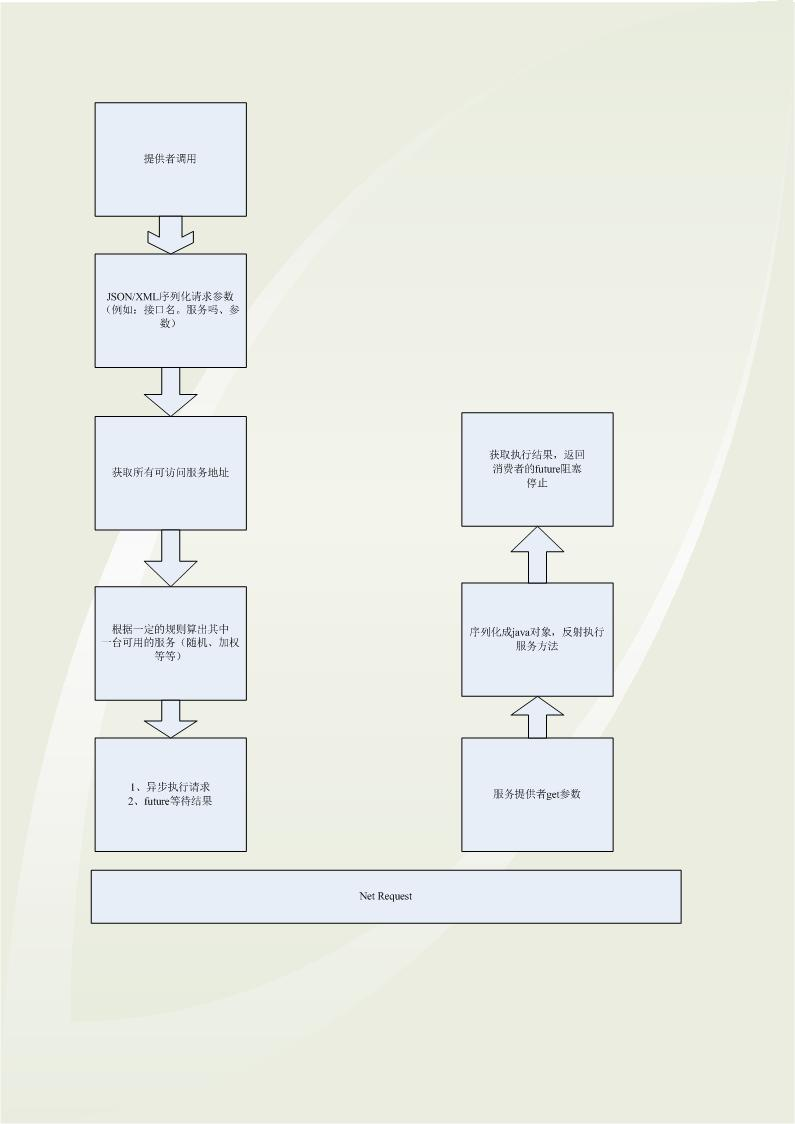 提供者调用
JSON/XML序列化请求参数
（例如：接口名。服务吗、参
数）
获取所有可访问服务地址
根据一定的规则算出其中
一台可用的服务（随机、加权
等等）
1、异步执行请求
2、future等待结果
获取执行结果，返回
消费者的future阻塞
停止
序列化成java对象，反射执行
服务方法
服务提供者get参数
Net Request